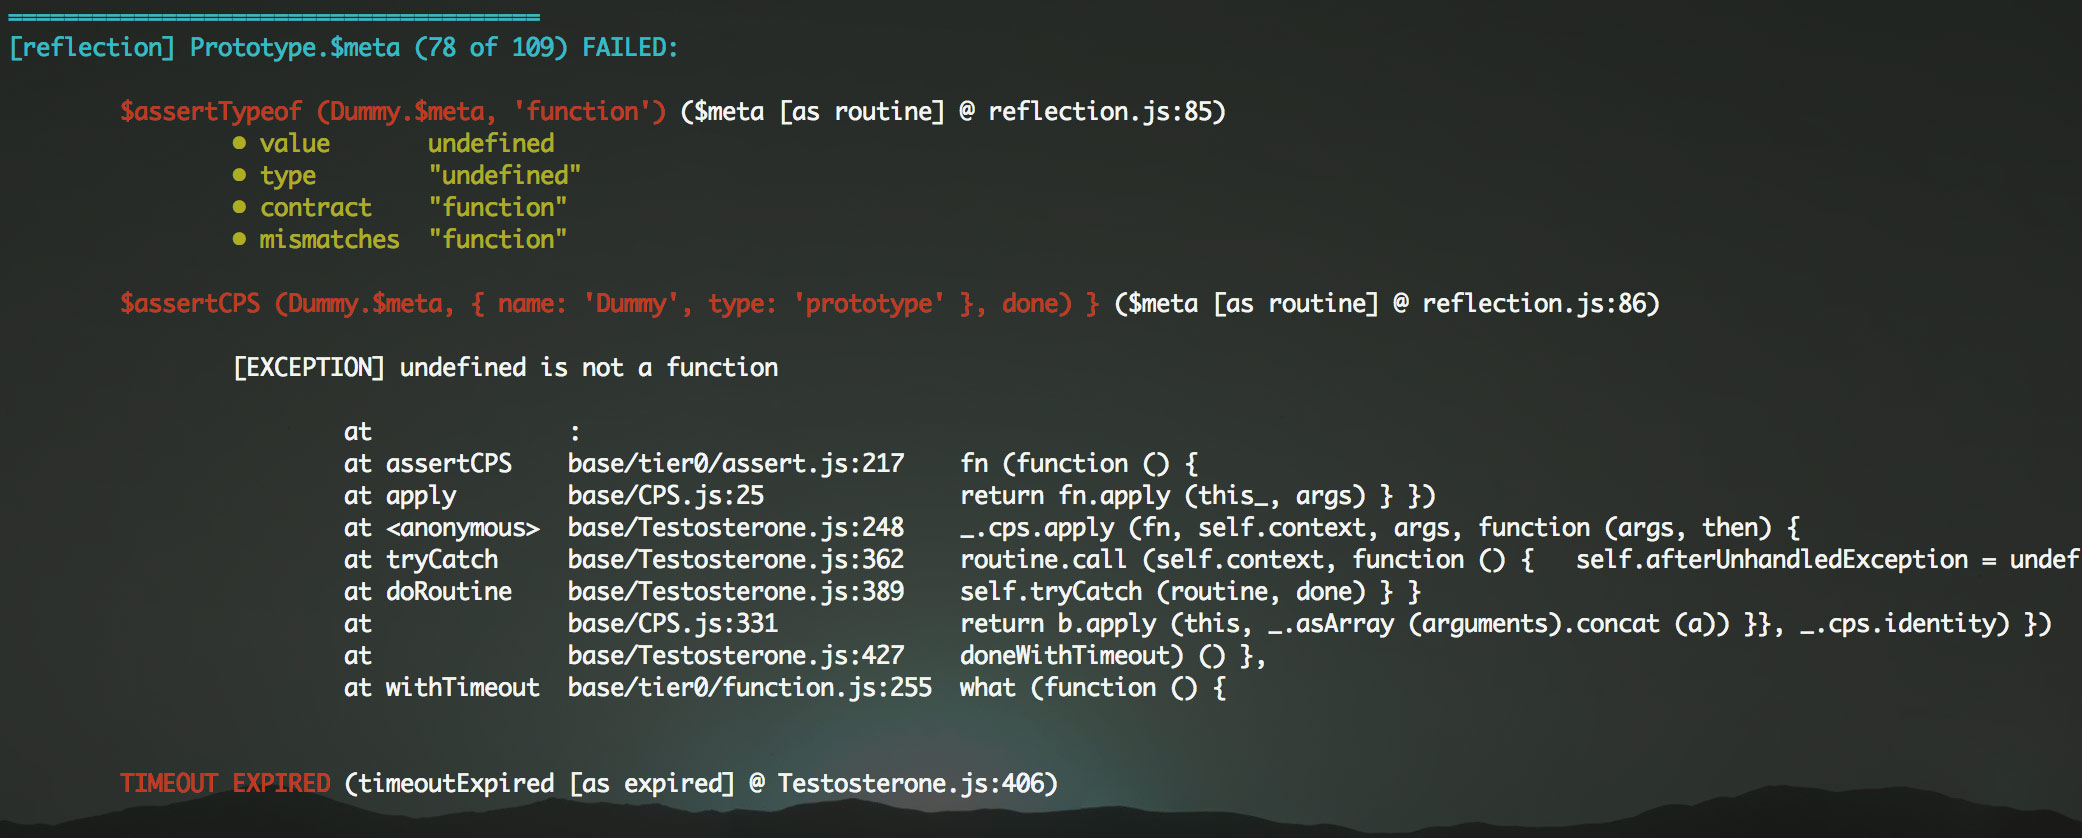 ======================================
[reflection] Prototype.$meta (78 of 109) FAILED:
$assertTypeof (Dummy.$meta, 'function') ($meta [as routine] @ reflection.js:85)
• value undefined
• type "undefined"
• contract "function"
• mismatches "function"
$assertCPS (Dummy.$meta, { name: 'Dummy', type: 'prototype' }, done) } ($meta [as routine] @ reflection.js:86)
[EXCEPTION] undefined is not a function
at :
at assertCPS base/tier0/assert.js:217 fn (function () {
at apply base/CPS.js:25 return fn.apply (this_, args) } })
at <anonymous> base/Testosterone.js:248 _.cps.apply (fn, self.context, args, function (args, then) {
at tryCatch base/Testosterone.js:362 routine.call (self.context, function () { self.afterUnhandledException = undef
at doRoutine base/Testosterone.js:389 self.tryCatch (routine, done) } }
at base/CPS.js:331 return b.apply (this, _.asArray (arguments).concat (a)) }}, _.cps.identity) })
at base/Testosterone.js:427 doneWithTimeout) () },
at withTimeout base/tier0/function.js:255 what (function () {
TIMEOUT EXPIRED (timeoutExpired [as expired] @ Testosterone.js:406)